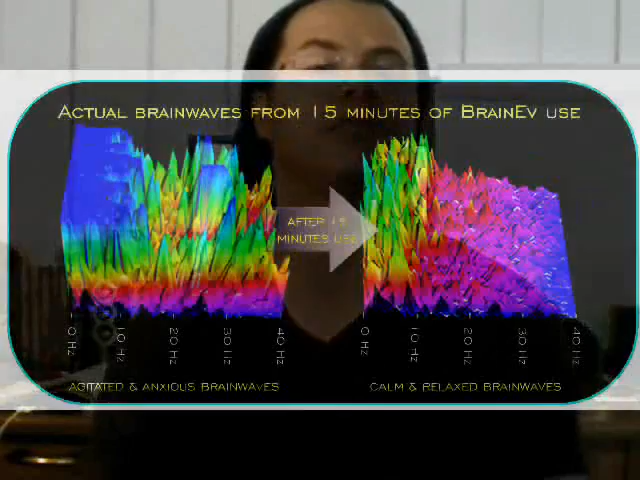 ACTUAL BRAINWAVES FROM 15 MINUTES OF BRAINEV USE
AFTER 15
MINUTES USE
0 Hz
10 Hz
20 Hz
30 Hz
40 Hz
0 Hz
10 Hz
20 Hz
30 Hz
40 Hz
AGITATED & ANXIOUS BRAINWAVES
CALM & RELAXED BRAINWAVES